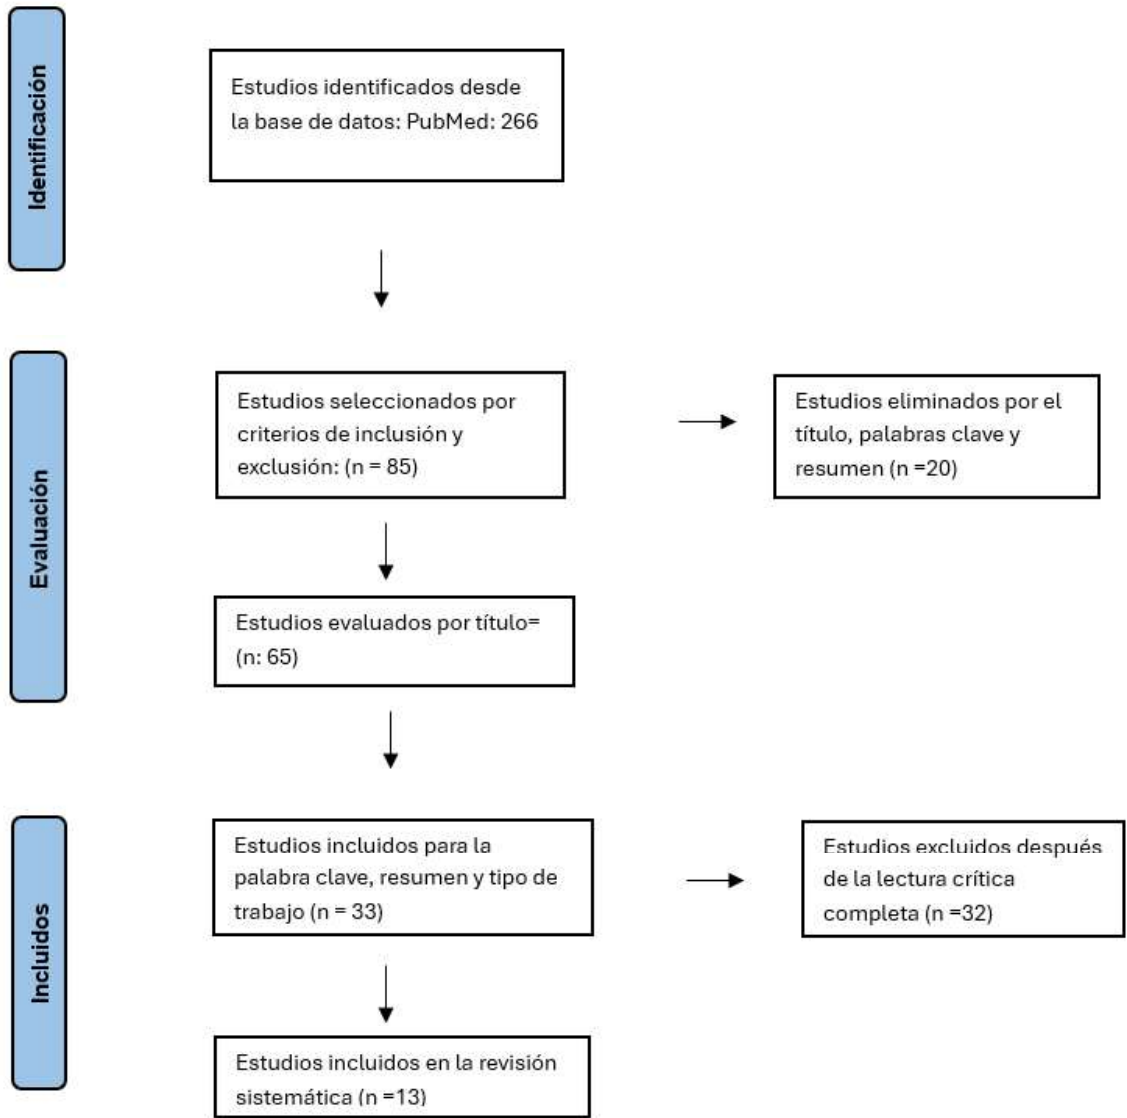 Identificación
Estudios identificados desde
la base de datos: PubMed: 266
Evaluación
Estudios seleccionados por
criterios de inclusión y
exclusión: (n = 85)
Estudios eliminados por el
título, palabras clave y
resumen (n =20)
Estudios evaluados por título=
(n: 65)
Incluidos
Estudios incluidos para la
palabra clave, resumen y tipo de
trabajo (n = 33)
Estudios excluidos después
de la lectura crítica
completa (n =32)
Estudios incluidos en la revisión
sistemática (n =13)